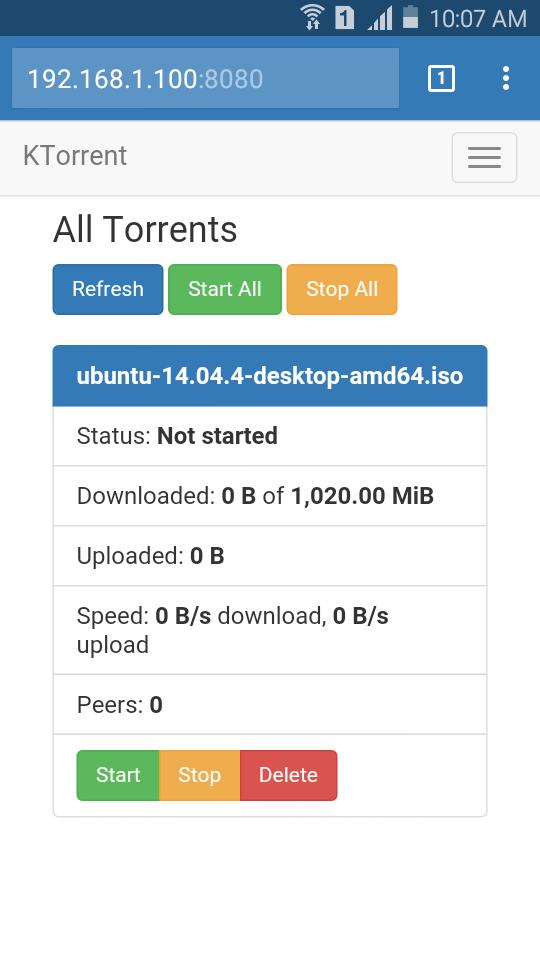 1 10:07 AM
192.168.1.100:8080 1
KTorrent
All Torrents
Refresh Start All Stop All
ubuntu-14.04.4-desktop-amd64.iso
Status: Not started
Downloaded: 0 B of 1,020.00 MiB
Uploaded: 0 B
Speed: 0 B/s download, 0 B/s
upload
Peers: 0
Start Stop Delete